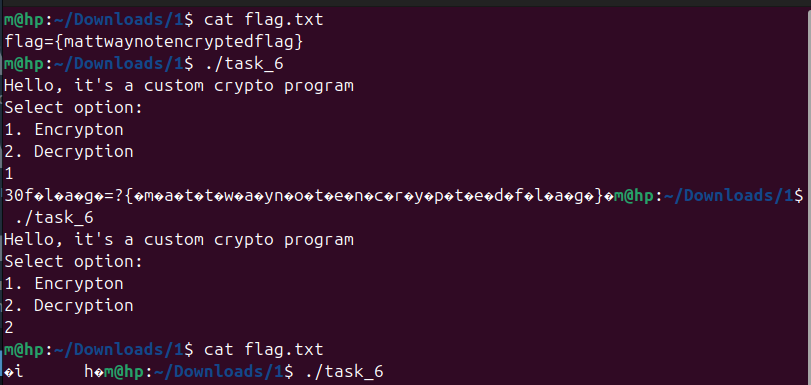 m@hp:~/Downloads/1$ cat flag.txt
flag={mattwaynotencryptedflag}
m@hp:~/Downloads/1$ ./task_6
Hello, it's a custom crypto program
Select option:
1. Encrypton
2. Decryption
1
30f�l�a�g�=?{�m�a�t�t�w�a�yn�o�t�e�n�c�r�y�p�t�e�d�f�l�a�g�}�m@hp:~/Downloads/1$
./task_6
Hello, it's a custom crypto program
Select option:
1. Encrypton
2. Decryption
2
m@hp:~/Downloads/1$ cat flag.txt
�i      h�m@hp:~/Downloads/1$ ./task_6